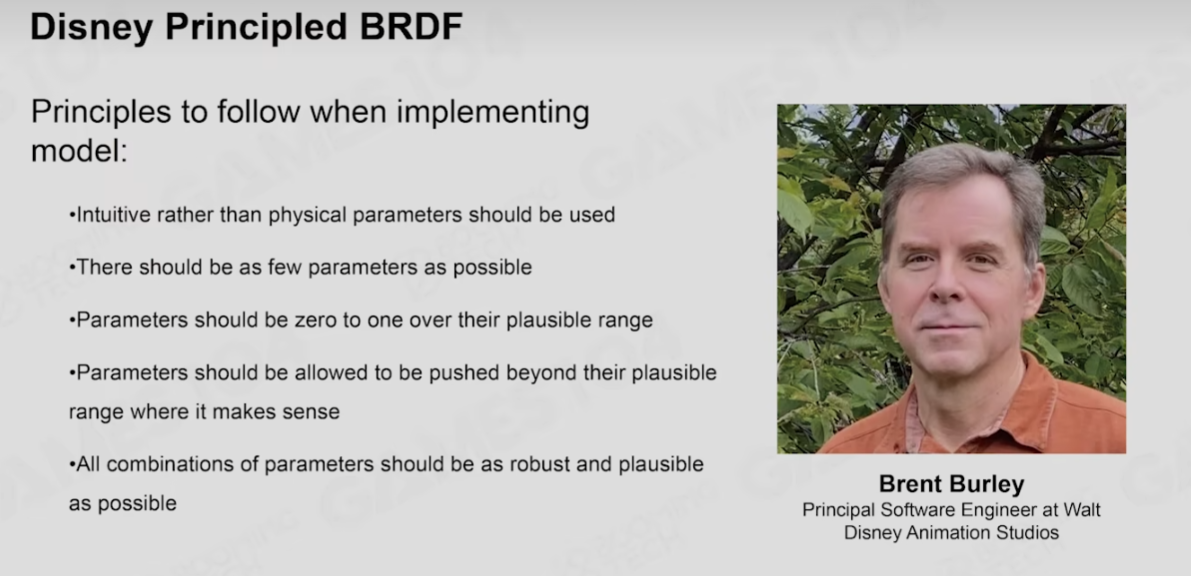 Disney Principled BRDF
Principles to follow when implementing
model:
•Intuitive rather than physical parameters should be used
•There should be as few parameters as possible
•Parameters should be zero to one over their plausible range
•Parameters should be allowed to be pushed beyond their plausible
range where it makes sense
•All combinations of parameters should be as robust and plausible
as possible
Brent Burley
Principal Software Engineer at Walt
Disney Animation Studios